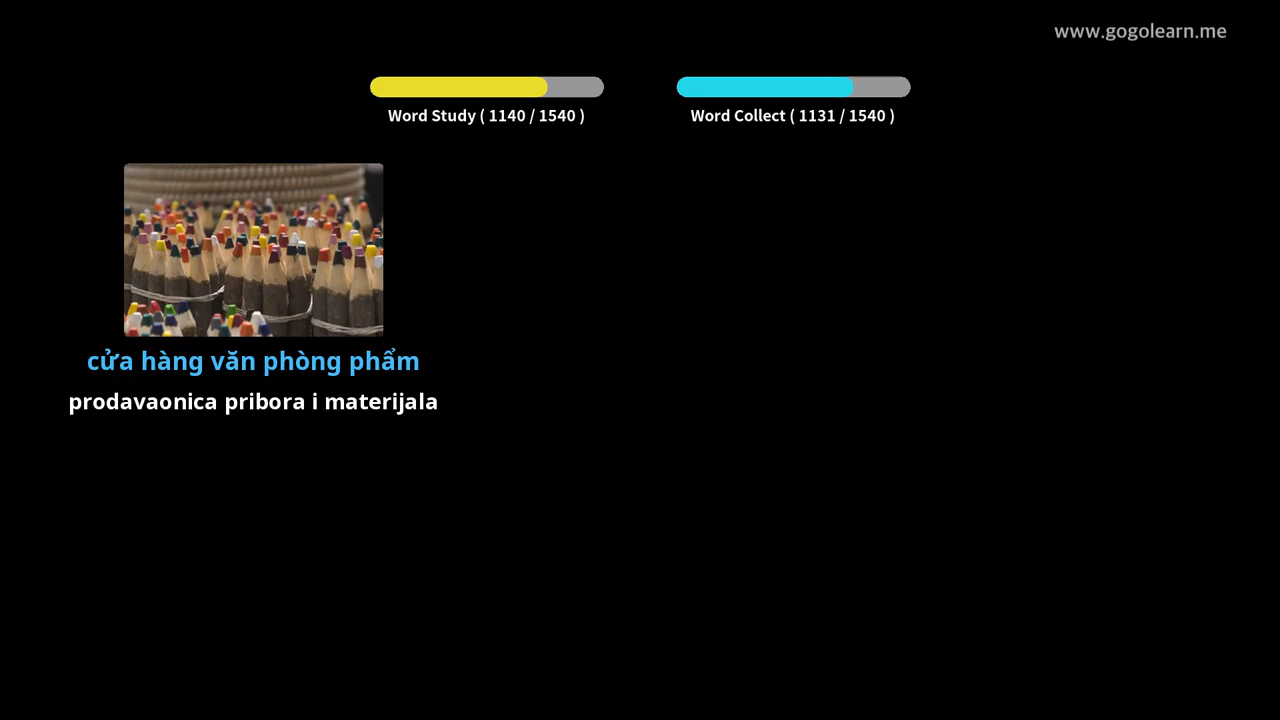 www.gogolearn.me
Word Study ( 1140 / 1540 )
Word Collect ( 1131 / 1540 )
cửa hàng văn phòng phẩm
prodavaonica pribora i materijala